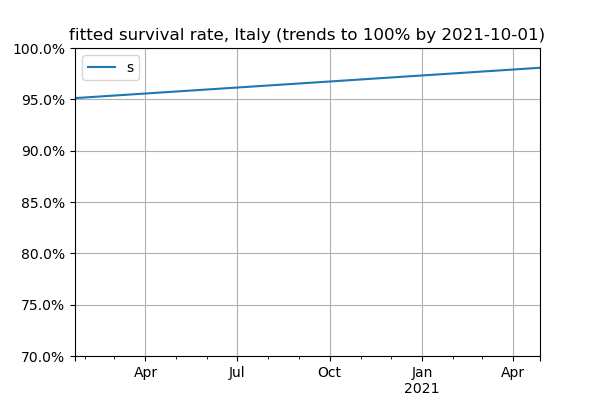 fitted survival rate, Italy (trends to 100% by 2021-10-01)
100.0%
s
95.0%
90.0%
85.0%
80.0%
75.0%
70.0%
Apr Jul Oct Jan Apr
2021